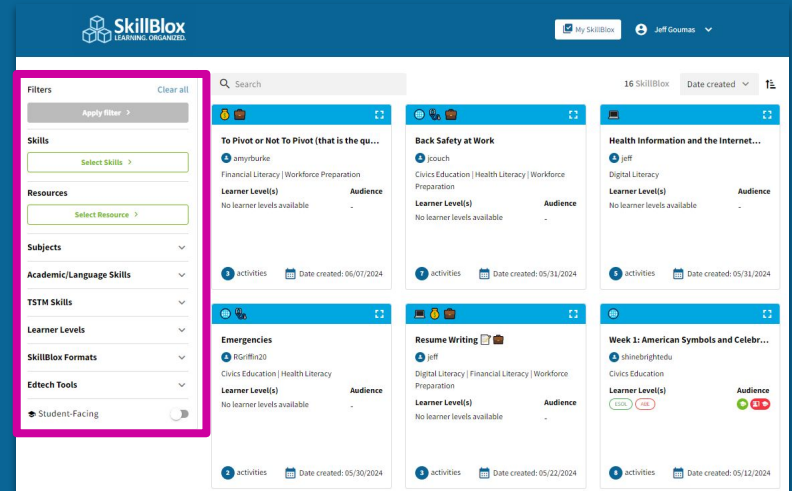 SkillBlox
LEARNING. ORGANIZED.
My SkillBlox
Jeff Goumas
Filters
Clear all
Apply filter
Skills
Select Skills
Resources
Select Resource
Subjects
Academic/Language Skills
TSTM Skills
Learner Levels
SkillBlox Formats
Edtech Tools
Student-Facing
Search
16 SkillBlox
Date created
To Pivot or Not To Pivot (that is the qu...
amyrburke
Financial Literacy | Workforce Preparation
Learner Level(s) Audience
No learner levels available -
3 activities Date created: 06/07/2024
Back Safety at Work
jcouch
Civics Education | Health Literacy | Workforce
Preparation
Learner Level(s) Audience
No learner levels available -
7 activities Date created: 05/31/2024
Health Information and the Internet...
jeff
Digital Literacy
Learner Level(s) Audience
No learner levels available -
5 activities Date created: 05/31/2024
Emergencies
RGriffin20
Civics Education | Health Literacy
Learner Level(s) Audience
No learner levels available -
2 activities Date created: 05/30/2024
Resume Writing
jeff
Digital Literacy | Financial Literacy | Workforce
Preparation
Learner Level(s) Audience
No learner levels available -
3 activities Date created: 05/22/2024
Week 1: American Symbols and Celebr...
shinebrightedu
Civics Education
Learner Level(s) Audience
ESOL ABE
8 activities Date created: 05/12/2024